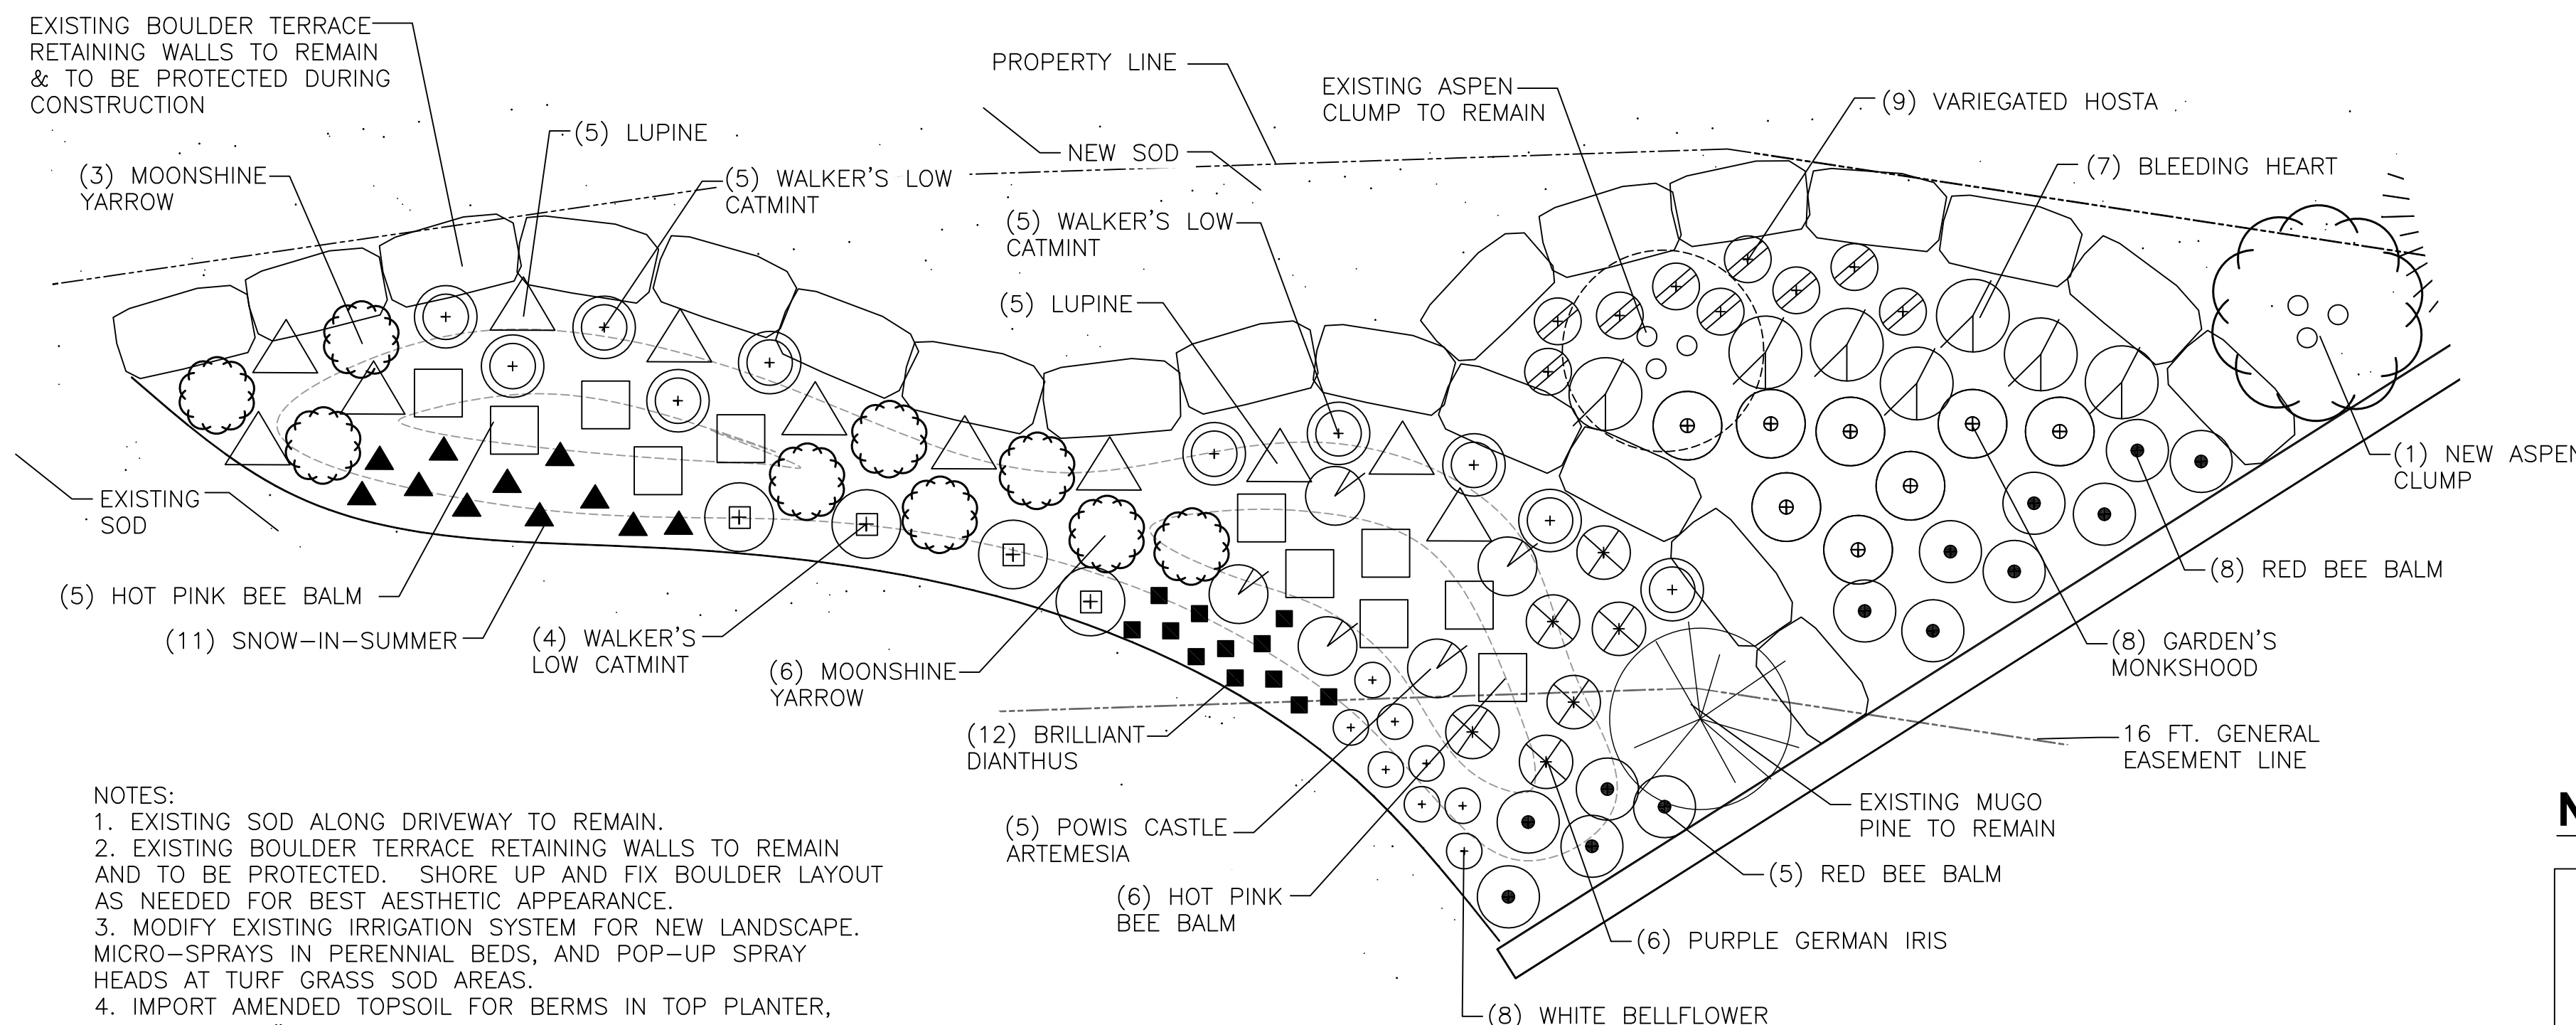 EXISTING BOULDER TERRACE
RETAINING WALLS TO REMAIN
& TO BE PROTECTED DURING
CONSTRUCTION
(5) LUPINE
(3) MOONSHINE
YARROW
(5) WALKER'S LOW
CATMINT
PROPERTY LINE
NEW SOD
EXISTING ASPEN
CLUMP TO REMAIN
(9) VARIEGATED HOSTA
(7) BLEEDING HEART
(5) WALKER'S LOW
CATMINT
(5) LUPINE
(1) NEW ASPEN
CLUMP
EXISTING
SOD
(5) HOT PINK BEE BALM
(11) SNOW-IN-SUMMER
(4) WALKER'S
LOW CATMINT
(6) MOONSHINE
YARROW
(12) BRILLIANT
DIANTHUS
(8) RED BEE BALM
(8) GARDEN'S
MONKSHOOD
16 FT. GENERAL
EASEMENT LINE
EXISTING MUGO
PINE TO REMAIN
(5) POWIS CASTLE
ARTEMESIA
(5) RED BEE BALM
(6) HOT PINK
BEE BALM
(6) PURPLE GERMAN IRIS
(8) WHITE BELLFLOWER
NOTES:
1. EXISTING SOD ALONG DRIVEWAY TO REMAIN.
2. EXISTING BOULDER TERRACE RETAINING WALLS TO REMAIN
AND TO BE PROTECTED. SHORE UP AND FIX BOULDER LAYOUT
AS NEEDED FOR BEST AESTHETIC APPEARANCE.
3. MODIFY EXISTING IRRIGATION SYSTEM FOR NEW LANDSCAPE.
MICRO-SPRAYS IN PERENNIAL BEDS, AND POP-UP SPRAY
HEADS AT TURF GRASS SOD AREAS.
4. IMPORT AMENDED TOPSOIL FOR BERMS IN TOP PLANTER,